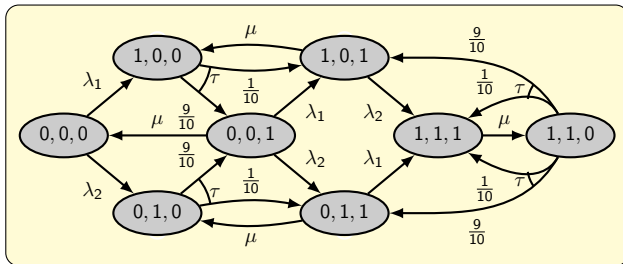 μ
9/10
1, 0, 0
1, 0, 1
1/10
λ₁
τ
1/10
τ
9/10
λ₁
λ₂
μ
0, 0, 0
0, 0, 1
1, 1, 1
μ
1, 1, 0
9/10
λ₂
λ₁
λ₂
1/10
τ
1/10
τ
0, 1, 0
0, 1, 1
μ
9/10